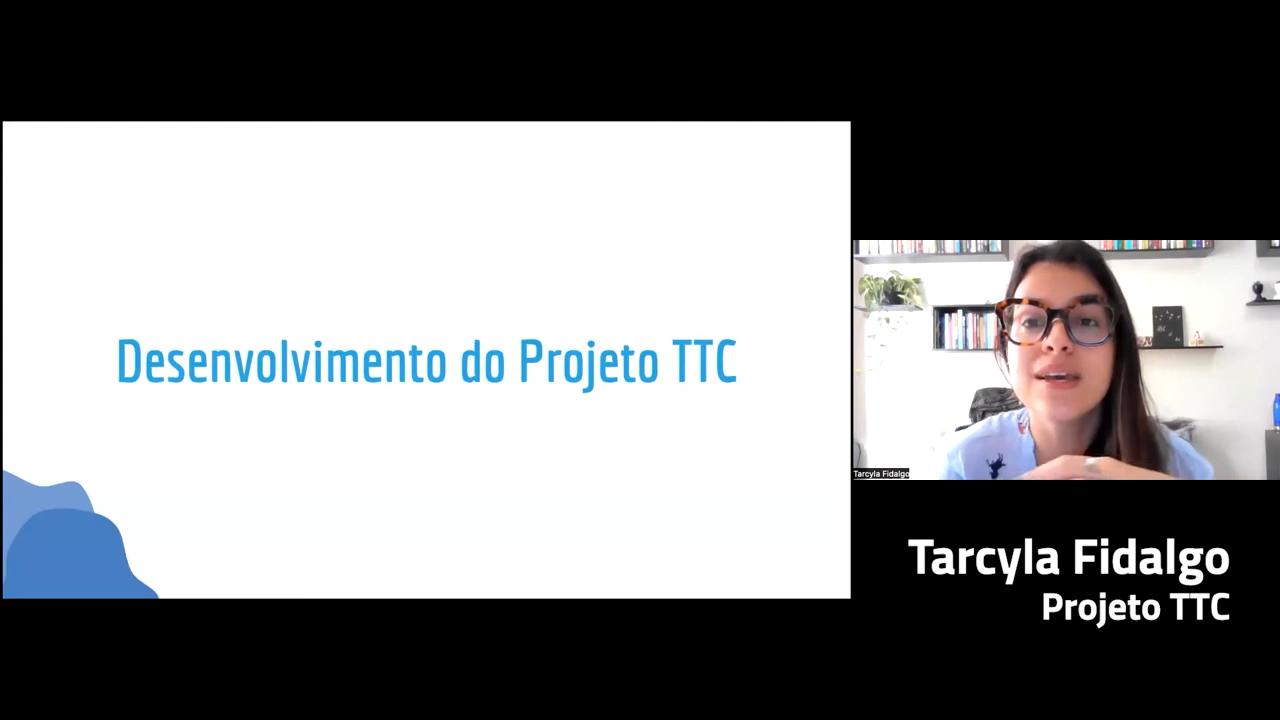 Desenvolvimento do Projeto TTC
Tarcyla Fidalgo
Tarcyla Fidalgo
Projeto TTC